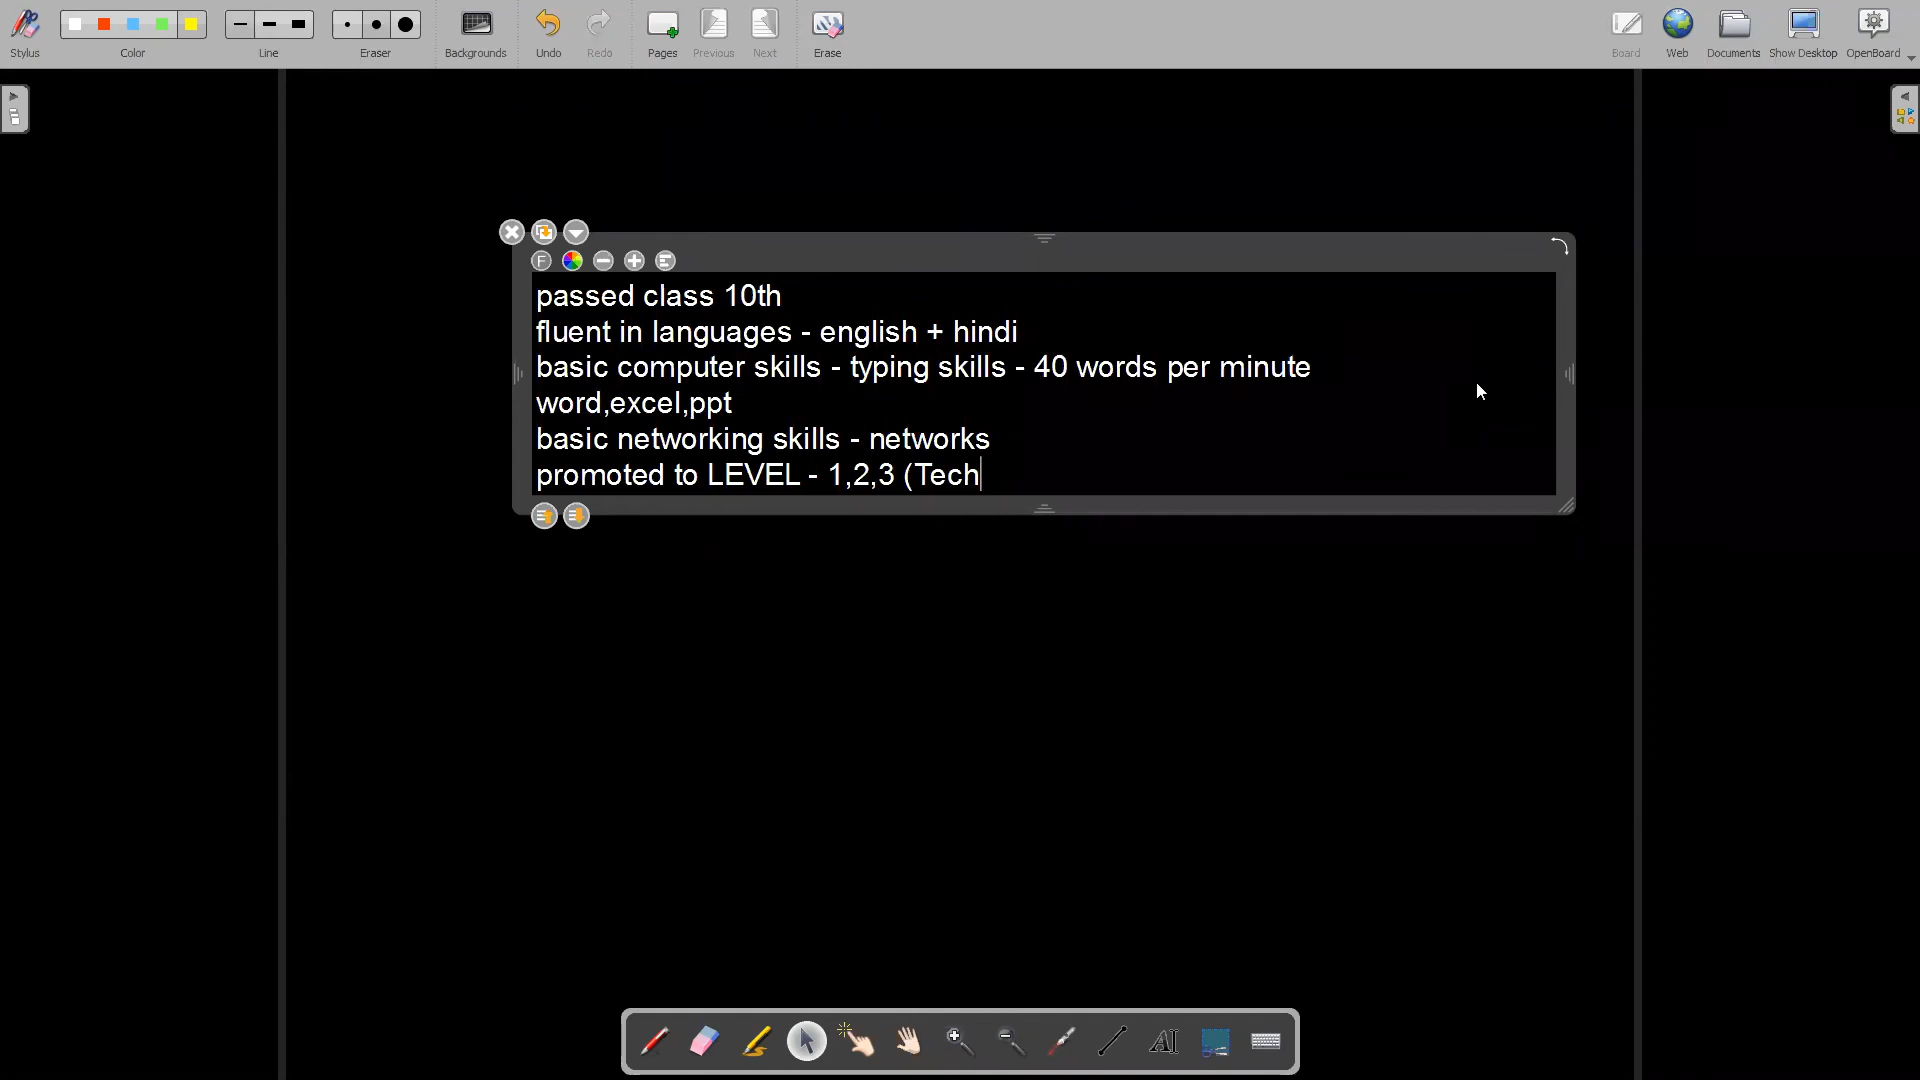 Stylus Color Line Eraser Backgrounds Undo Redo Pages Previous Next Erase Board Web Documents Show Desktop OpenBoard
F
passed class 10th
fluent in languages - english + hindi
basic computer skills - typing skills - 40 words per minute
word,excel,ppt
basic networking skills - networks
promoted to LEVEL - 1,2,3 (Tech
AI